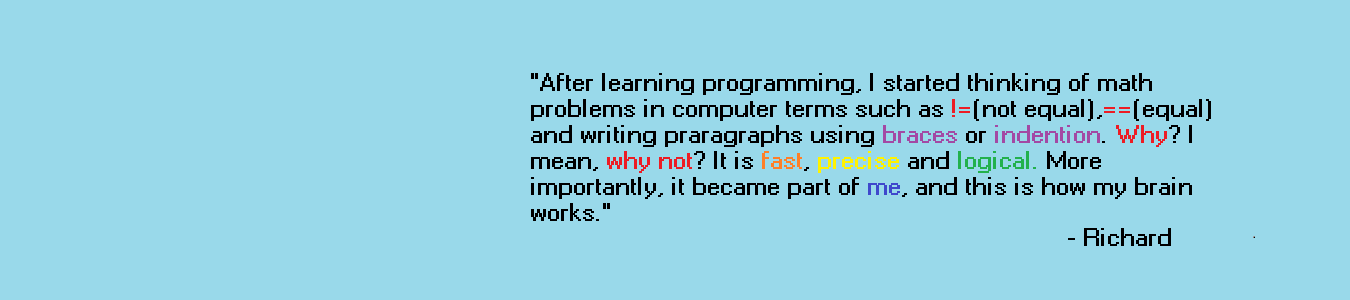 "After learning programming, I started thinking of math
problems in computer terms such as !=(not equal),==(equal)
and writing praragraphs using braces or indention. Why? I
mean, why not? It is fast, precise and logical. More
importantly, it became part of me, and this is how my brain
works."
- Richard